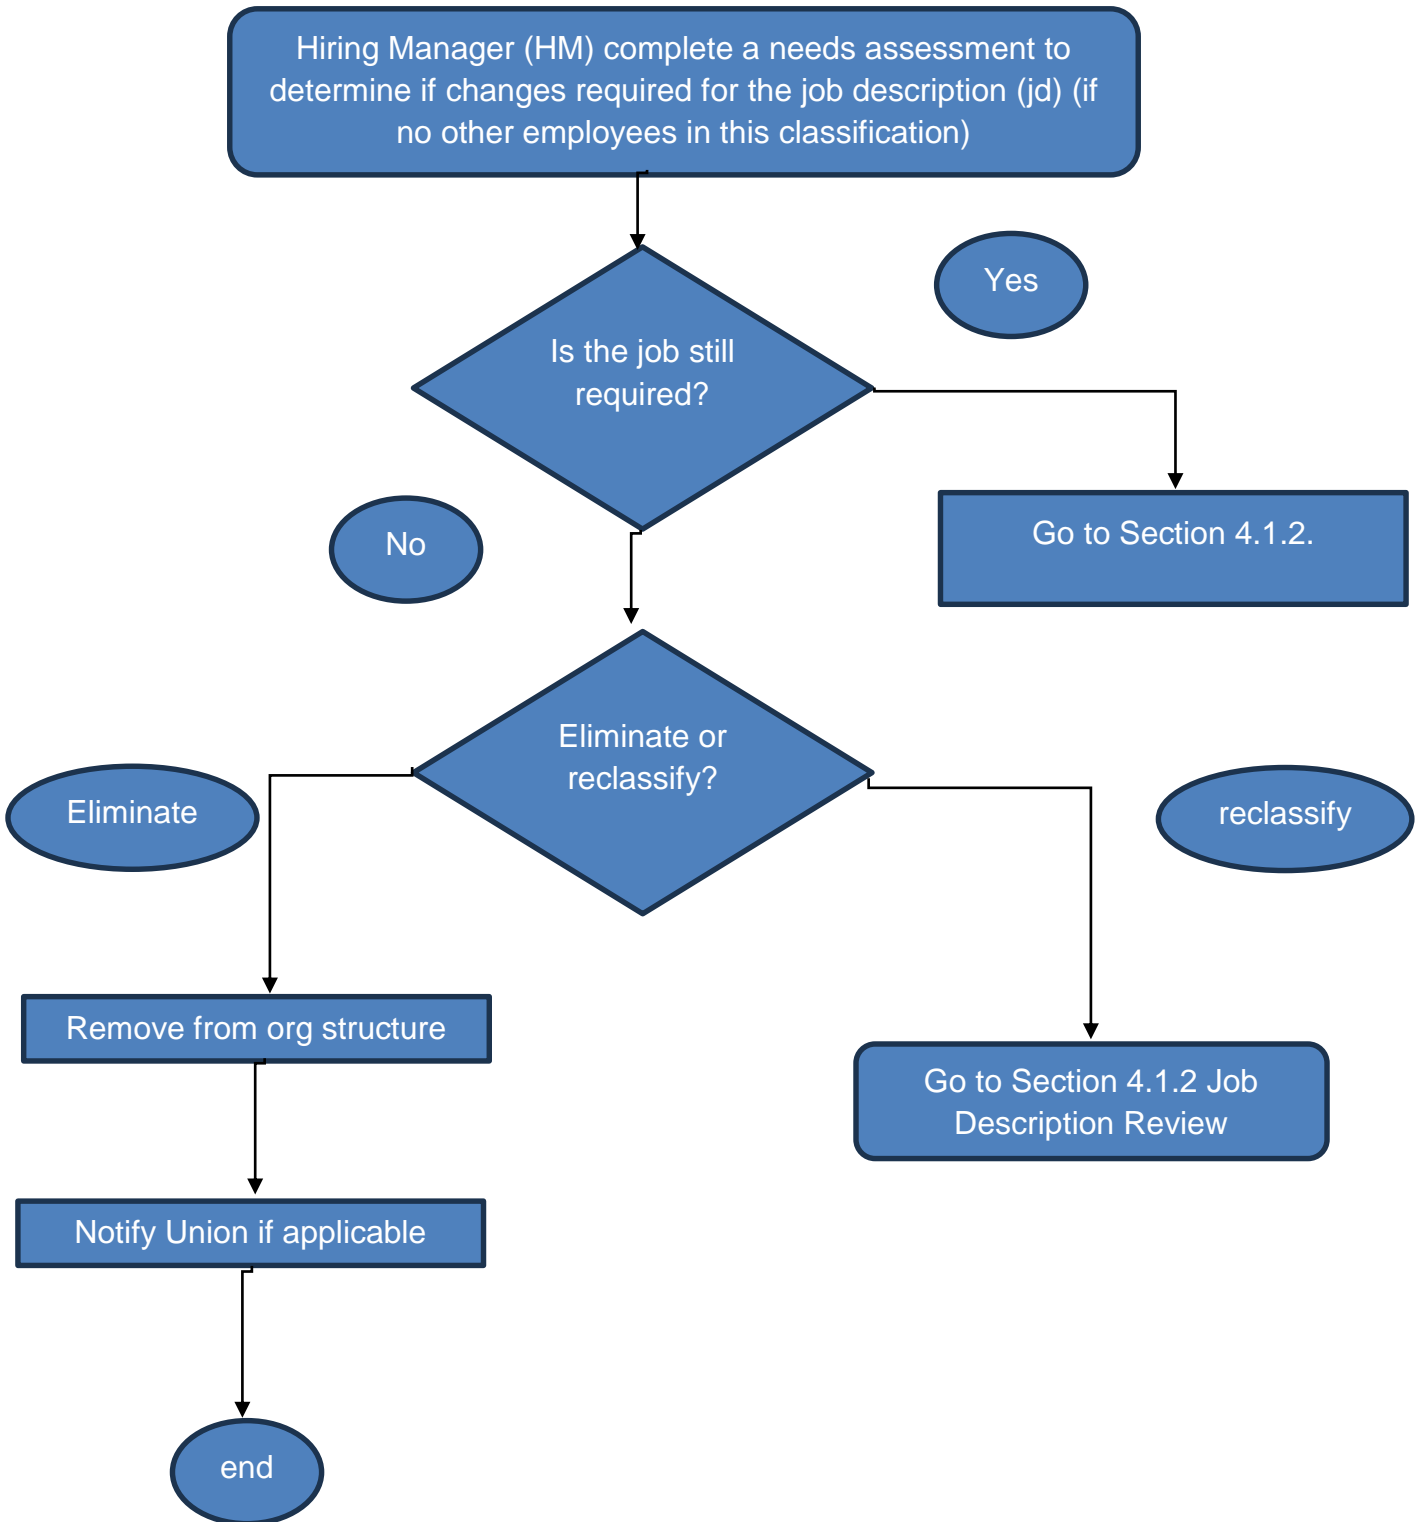 Hiring Manager (HM) complete a needs assessment to
determine if changes required for the job description (jd) (if
no other employees in this classification)
Yes
Is the job still
required?
Go to Section 4.1.2.
No
Eliminate or
reclassify?
Eliminate
reclassify
Remove from org structure
Go to Section 4.1.2 Job
Description Review
Notify Union if applicable
end